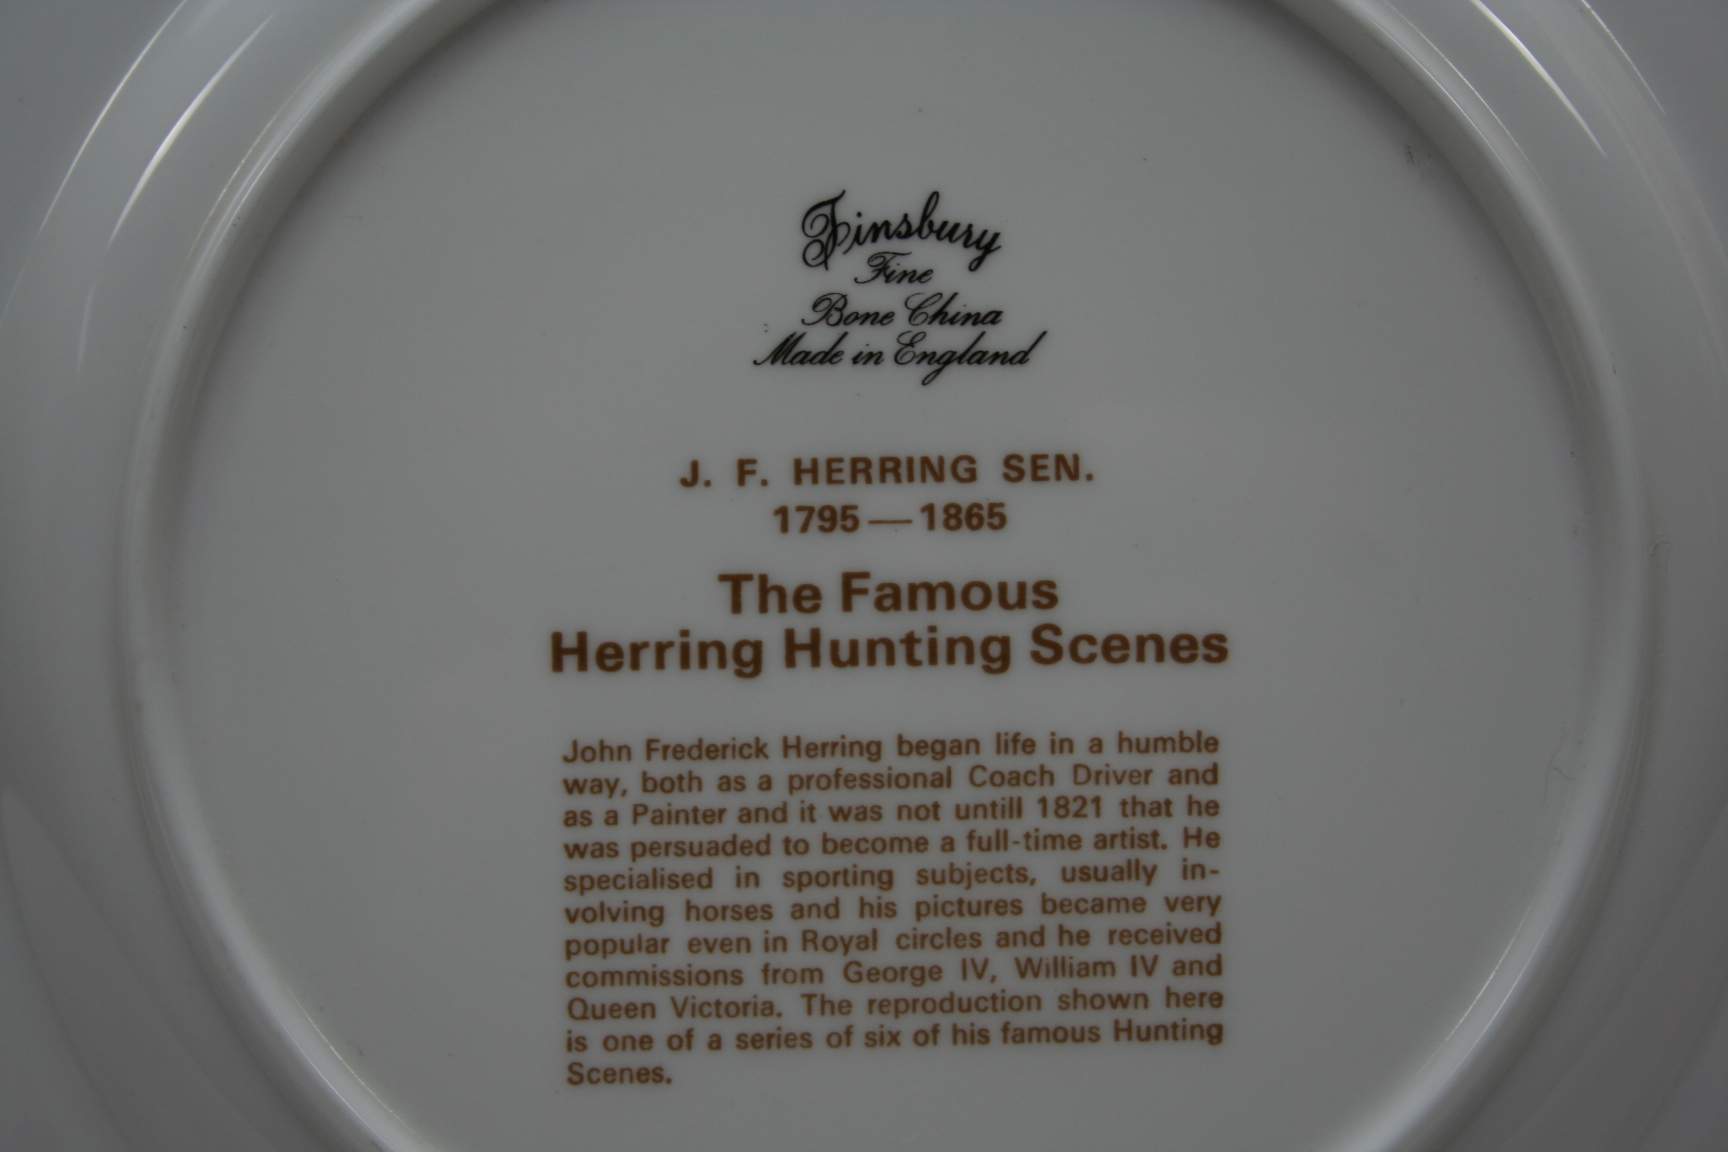 Finsbury
Fine
Bone China
Made in England
J. F. HERRING SEN.
1795 — 1865
The Famous
Herring Hunting Scenes
John Frederick Herring began life in a humble
way, both as a professional Coach Driver and
as a Painter and it was not untill 1821 that he
was persuaded to become a full-time artist. He
specialised in sporting subjects, usually in-
volving horses and his pictures became very
popular even in Royal circles and he received
commissions from George IV, William IV and
Queen Victoria. The reproduction shown here
is one of a series of six of his famous Hunting
Scenes.